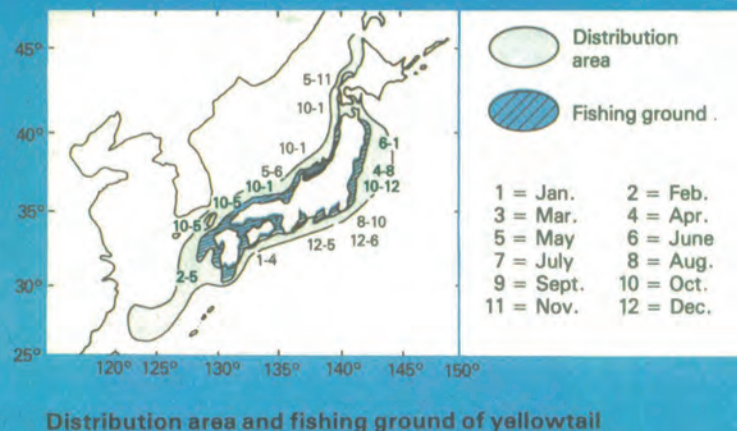 45°
40°
35°
30°
25°
120° 125° 130° 135° 140° 145° 150°
5-11
10-1
10-1
5-6
10-1
10-5
10-5
2-5
1-4
12-5
12-6
8-10
10-12
4-8
6-1
Distribution
area
Fishing ground .
1 = Jan. 2 = Feb.
3 = Mar. 4 = Apr.
5 = May 6 = June
7 = July 8 = Aug.
9 = Sept. 10 = Oct.
11 = Nov. 12 = Dec.
Distribution area and fishing ground of yellowtail